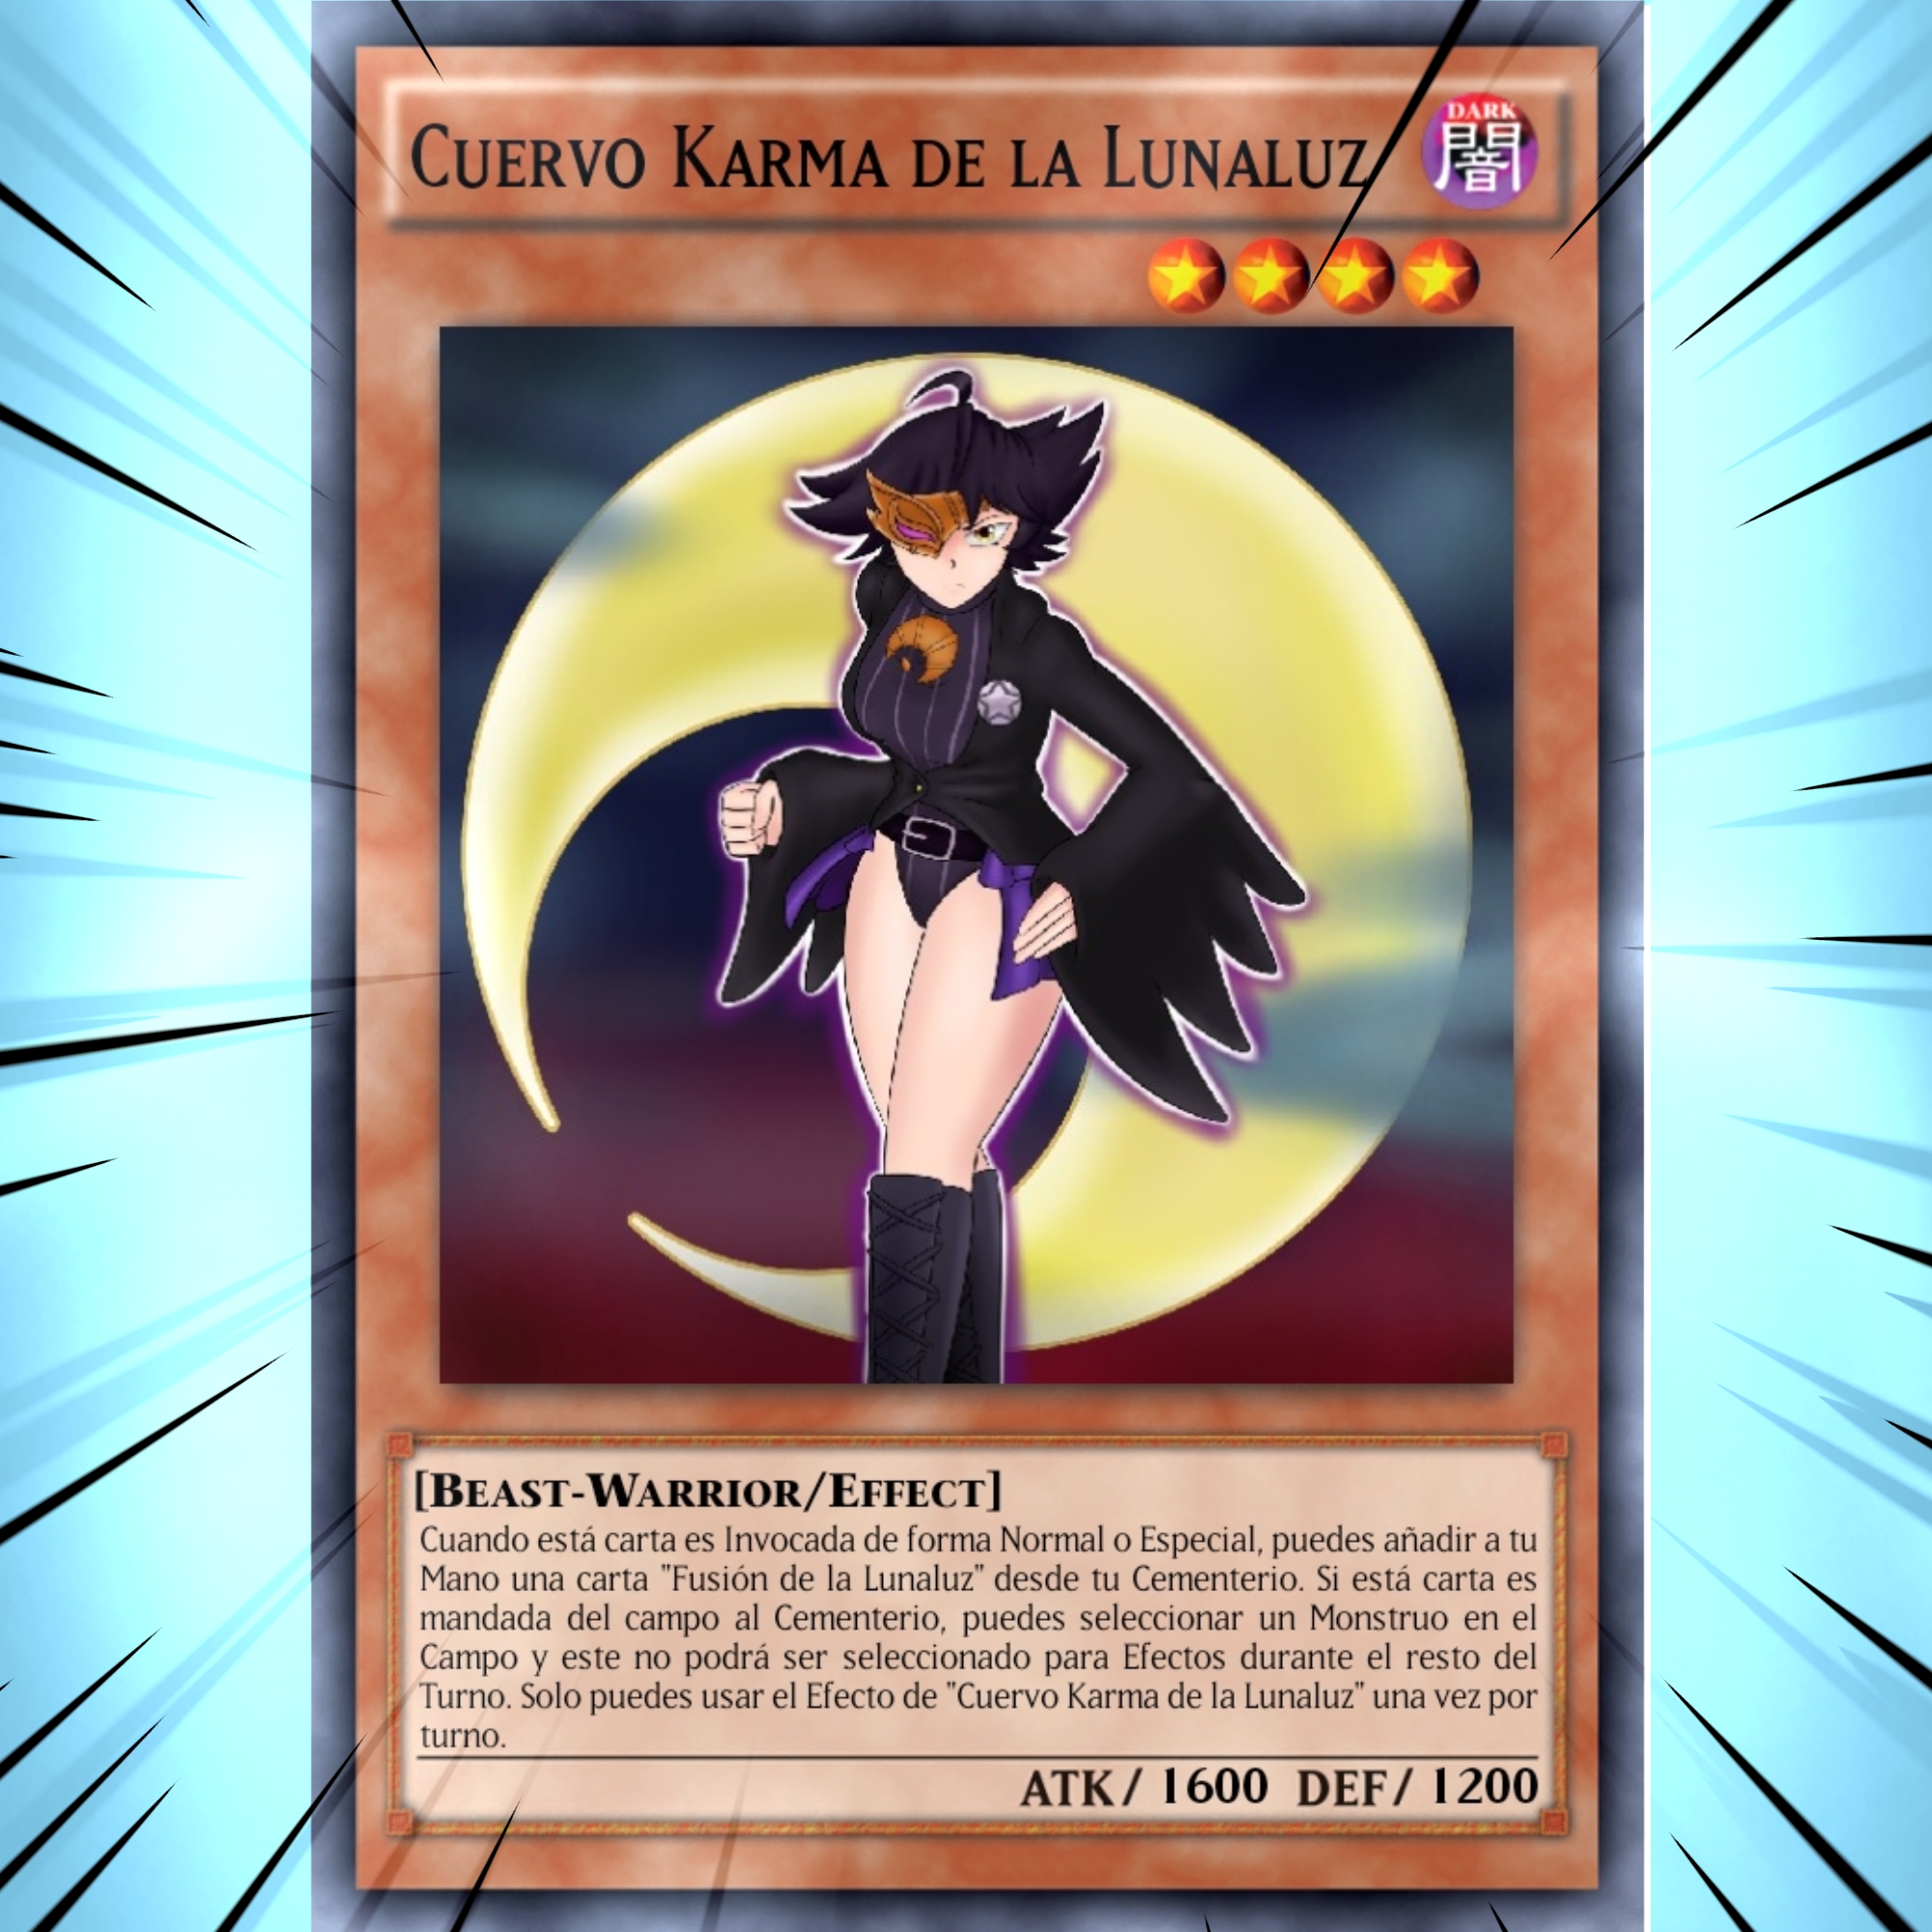 Cuervo Karma de la Lunaluz
DARK
闇
[Beast-Warrior/Effect]
Cuando está carta es Invocada de forma Normal o Especial, puedes añadir a tu
Mano una carta "Fusión de la Lunaluz" desde tu Cementerio. Si está carta es
mandada del campo al Cementerio, puedes seleccionar un Monstruo en el
Campo y este no podrá ser seleccionado para Efectos durante el resto del
Turno. Solo puedes usar el Efecto de "Cuervo Karma de la Lunaluz" una vez por
turno.
ATK/ 1600 DEF/ 1200